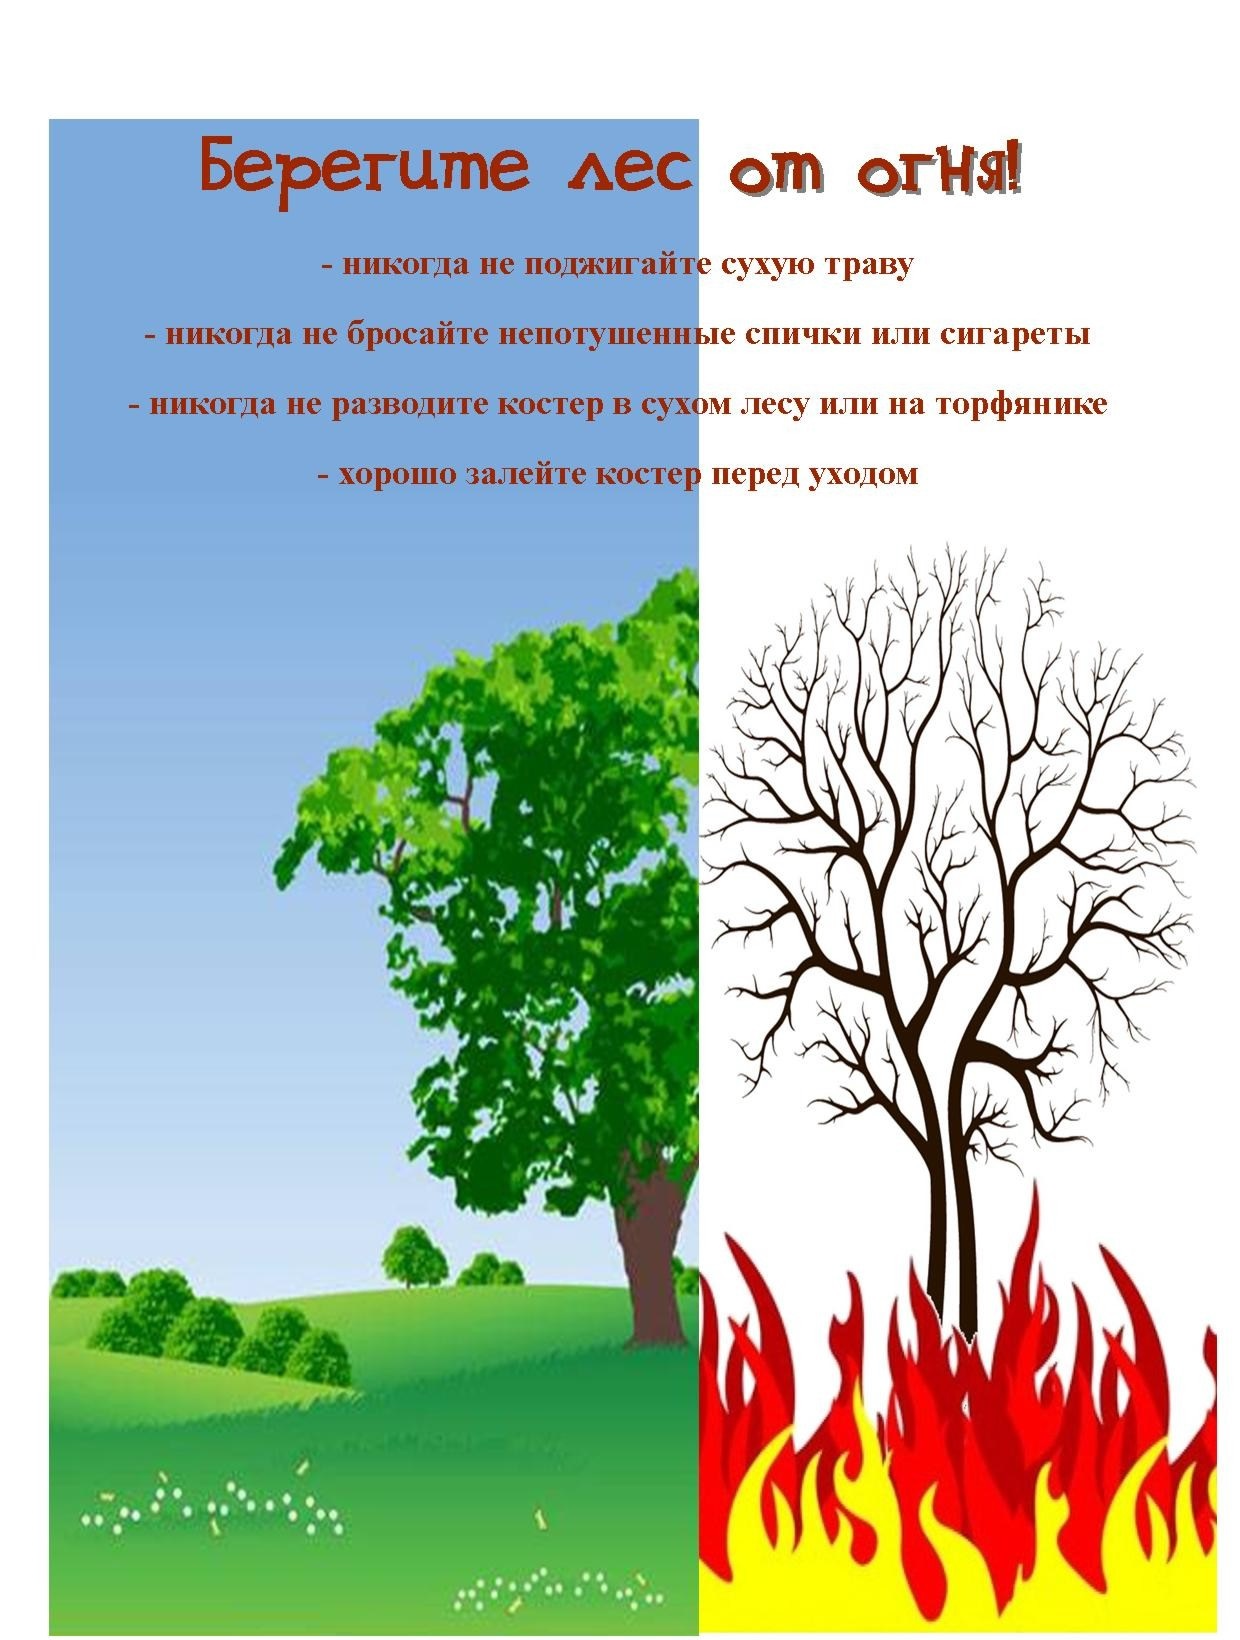 Берегите лес от огня!
- никогда не поджигайте сухую траву
- никогда не бросайте непотушенные спички или сигареты
- никогда не разводите костер в сухом лесу или на торфянике
- хорошо залейте костер перед уходом